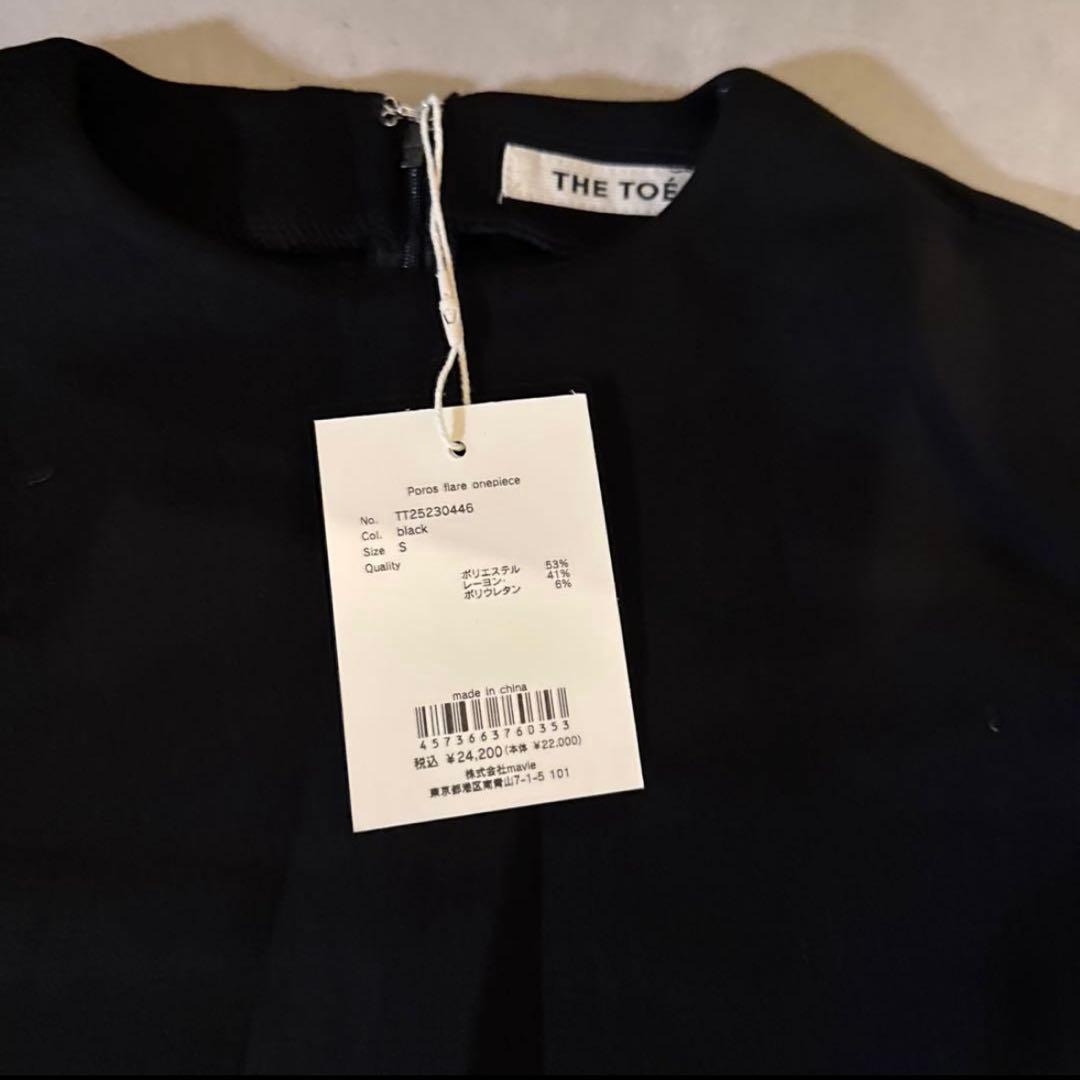 THE TOÉ
Poros flare onepiece
No. TT25230446
Col. black
Size S
Quality
ポリエステル 53%
レーヨン 41%
ポリウレタン 6%
made in china
4573663760353
税込 ¥24,200(本体 ¥22,000)
株式会社mavie
東京都港区南青山7-1-5 101